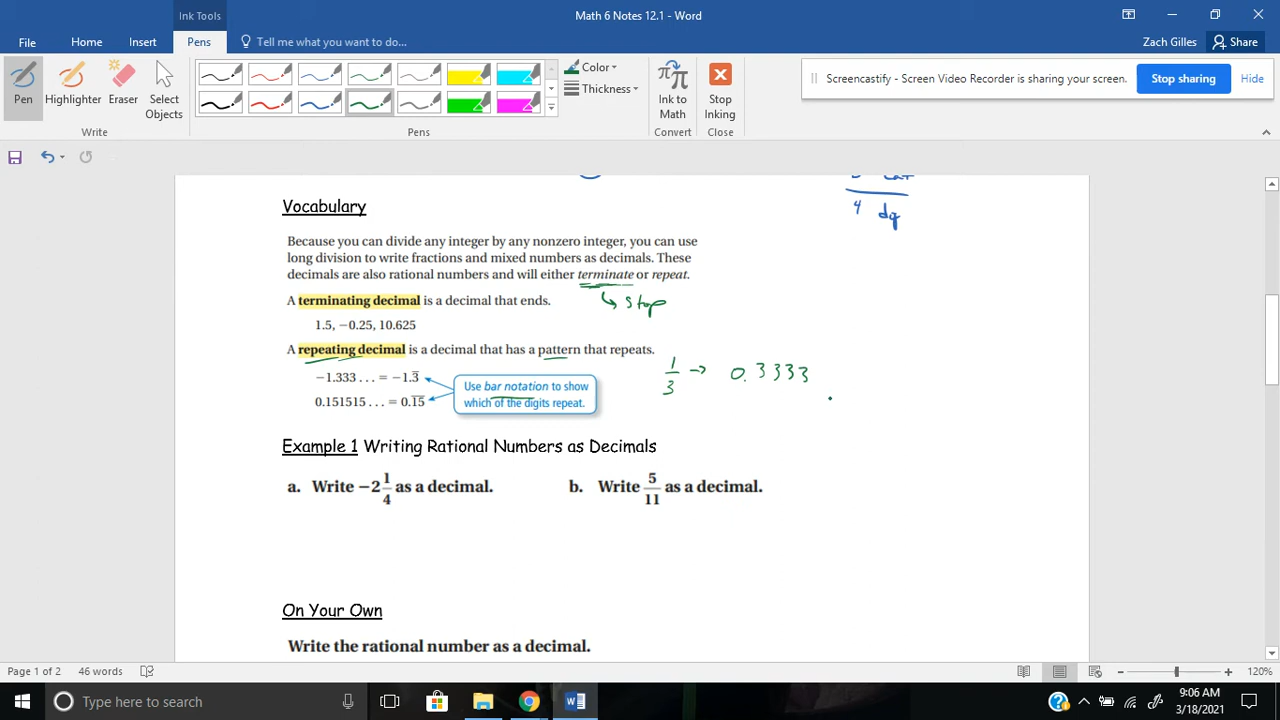 Ink Tools
Math 6 Notes 12.1 - Word
File Home Insert Pens Tell me what you want to do... Zach Gilles Share
Pen Highlighter Eraser Select Objects
Color
Thickness
Ink to Math
Stop Inking
Write Pens Convert Close
Screencastify - Screen Video Recorder is sharing your screen. Stop sharing Hide
4 dq
Vocabulary
Because you can divide any integer by any nonzero integer, you can use
long division to write fractions and mixed numbers as decimals. These
decimals are also rational numbers and will either terminate or repeat.
A terminating decimal is a decimal that ends.
↳ stop
1.5, −0.25, 10.625
A repeating decimal is a decimal that has a pattern that repeats.
1/3 → 0.3333
−1.333 . . . = −1.3̅
0.151515 . . . = 0.1̅5̅
Use bar notation to show
which of the digits repeat.
Example 1 Writing Rational Numbers as Decimals
a. Write −2 1/4 as a decimal. b. Write 5/11 as a decimal.
On Your Own
Write the rational number as a decimal.
Page 1 of 2 46 words 120%
Type here to search
9:06 AM
3/18/2021